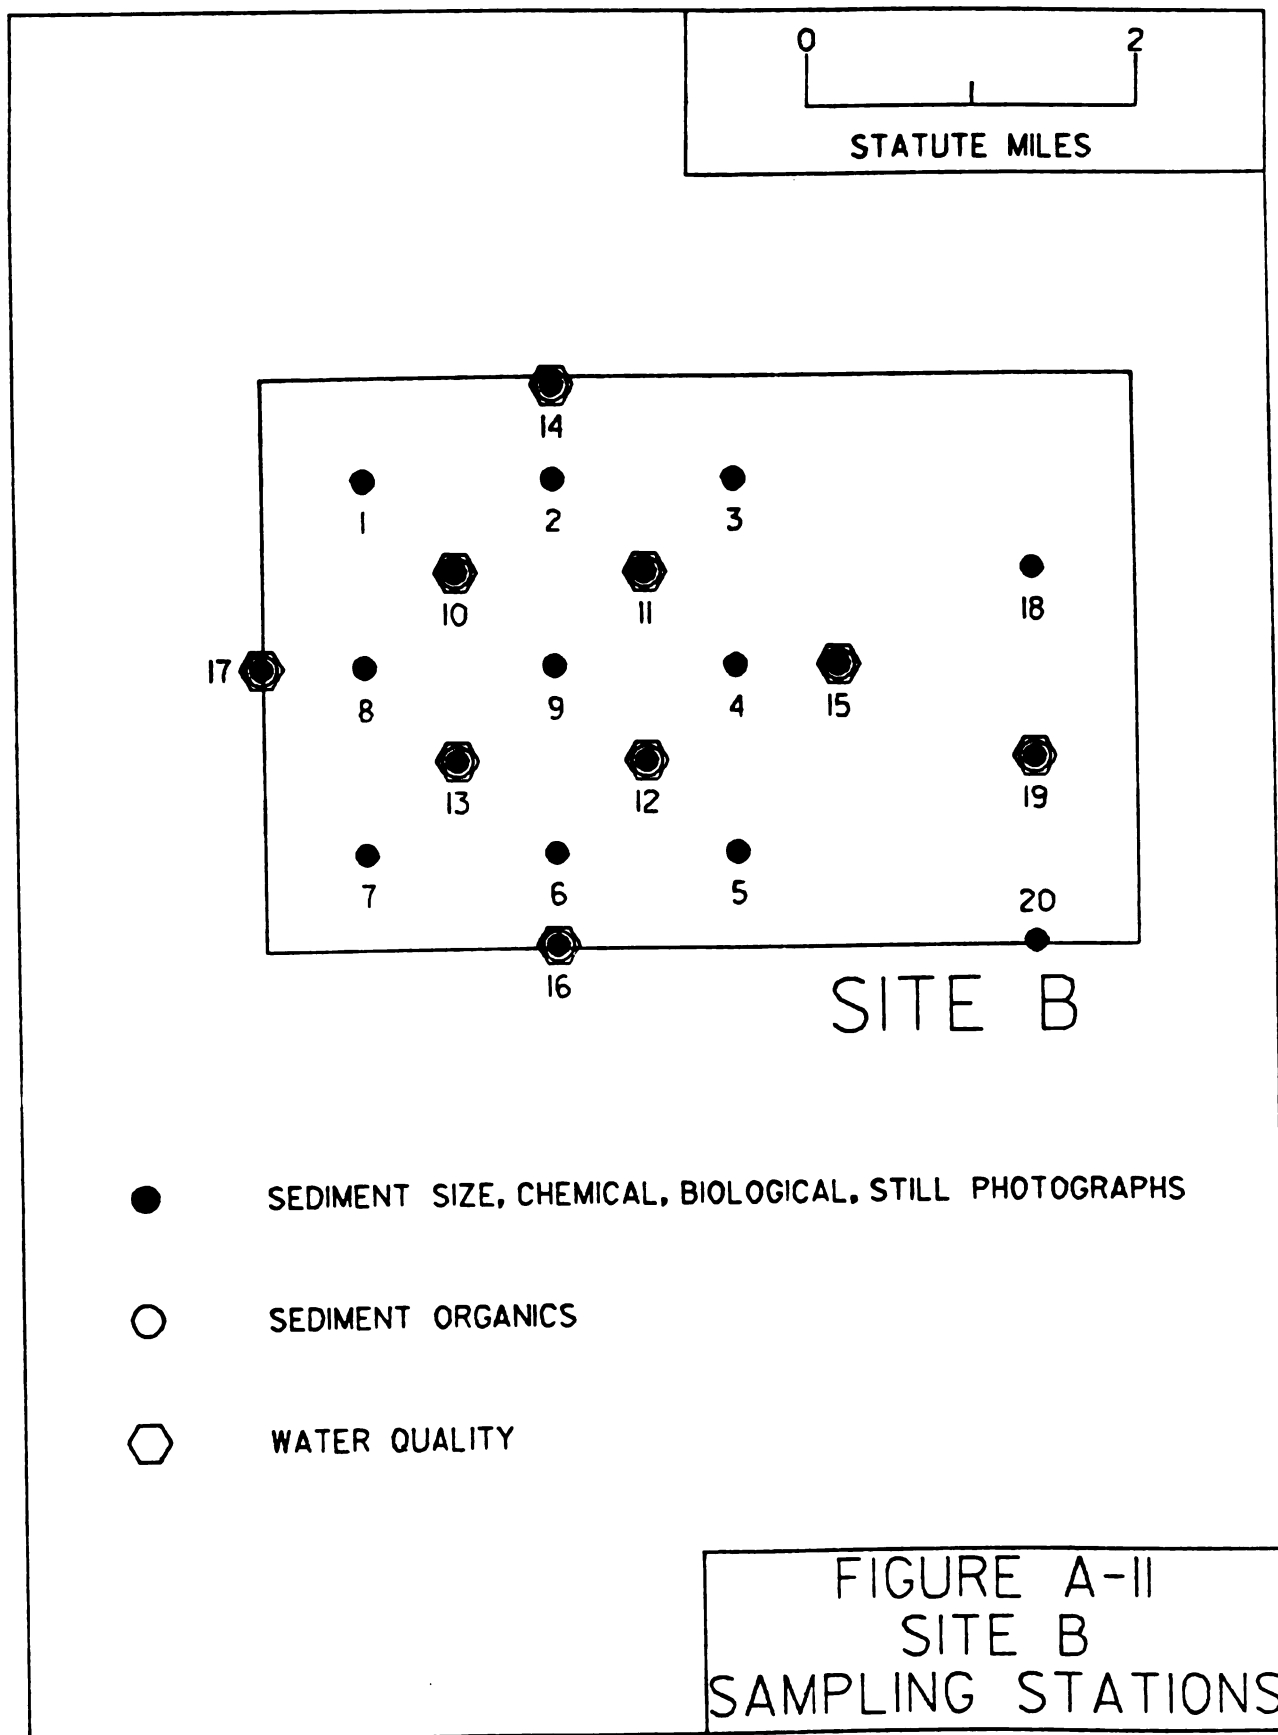 0 2
STATUTE MILES
14
1 2 3
10 11 18
17 8 9 4 15
13 12 19
7 6 5 20
16
SITE B
SEDIMENT SIZE, CHEMICAL, BIOLOGICAL, STILL PHOTOGRAPHS
SEDIMENT ORGANICS
WATER QUALITY
FIGURE A-11
SITE B
SAMPLING STATIONS